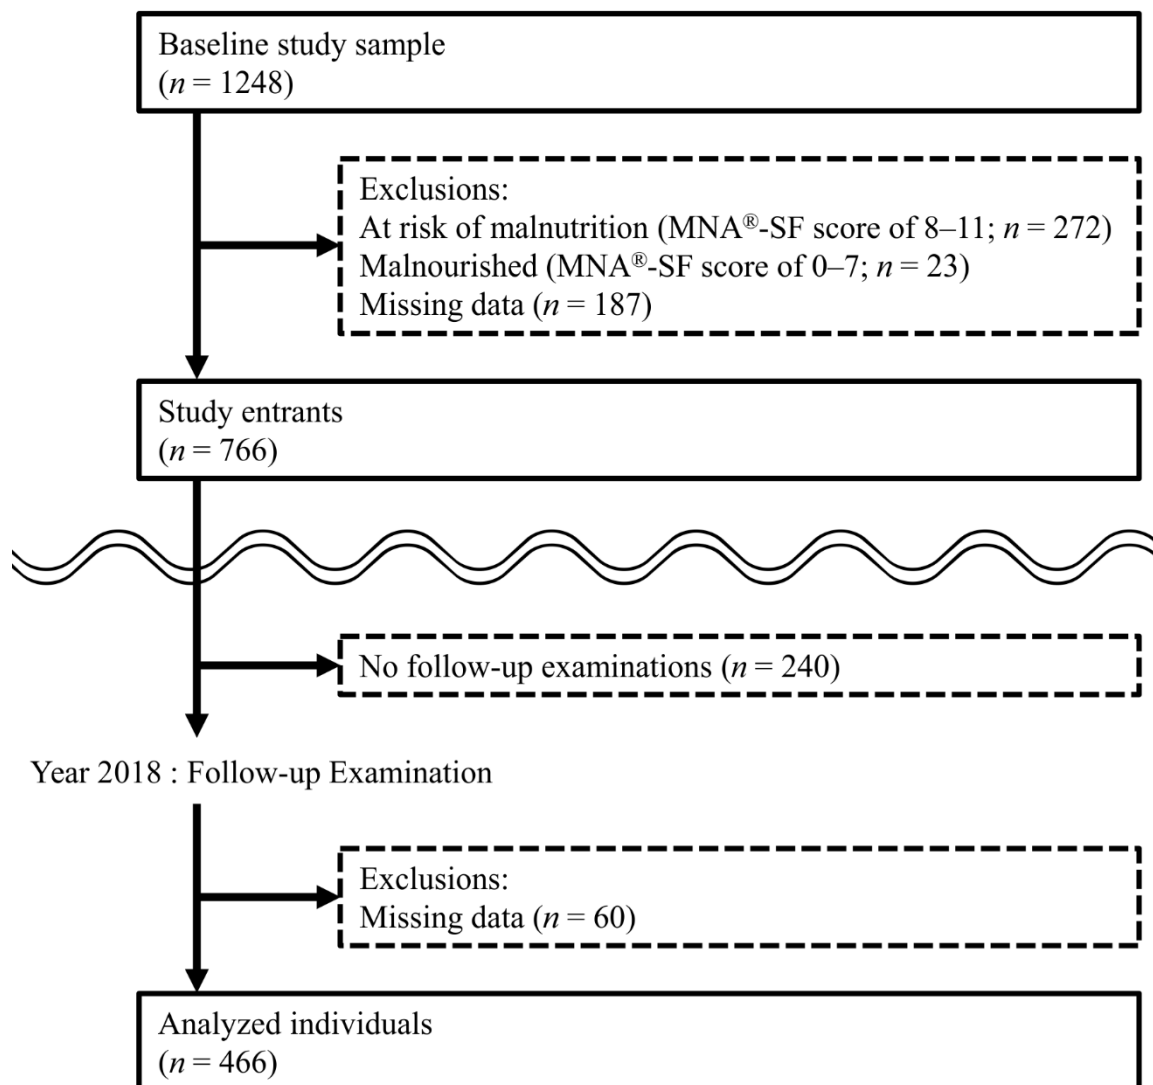 Baseline study sample
(n = 1248)
Exclusions:
At risk of malnutrition (MNA®-SF score of 8–11; n = 272)
Malnourished (MNA®-SF score of 0–7; n = 23)
Missing data (n = 187)
Study entrants
(n = 766)
No follow-up examinations (n = 240)
Year 2018 : Follow-up Examination
Exclusions:
Missing data (n = 60)
Analyzed individuals
(n = 466)